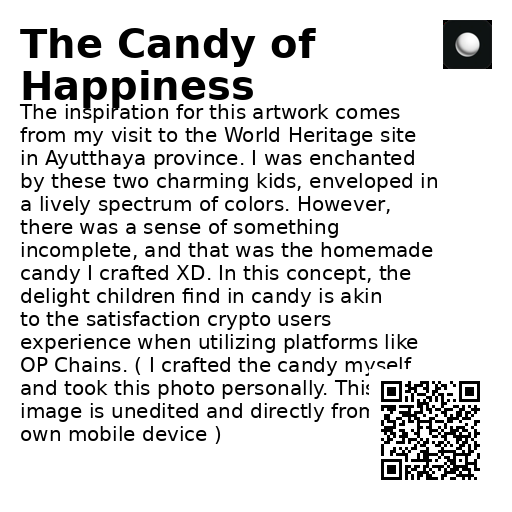 The Candy of
Happiness
The inspiration for this artwork comes
from my visit to the World Heritage site
in Ayutthaya province. I was enchanted
by these two charming kids, enveloped in
a lively spectrum of colors. However,
there was a sense of something
incomplete, and that was the homemade
candy I crafted XD. In this concept, the
delight children find in candy is akin
to the satisfaction crypto users
experience when utilizing platforms like
OP Chains. ( I crafted the candy myself
and took this photo personally. This
image is unedited and directly from
own mobile device )